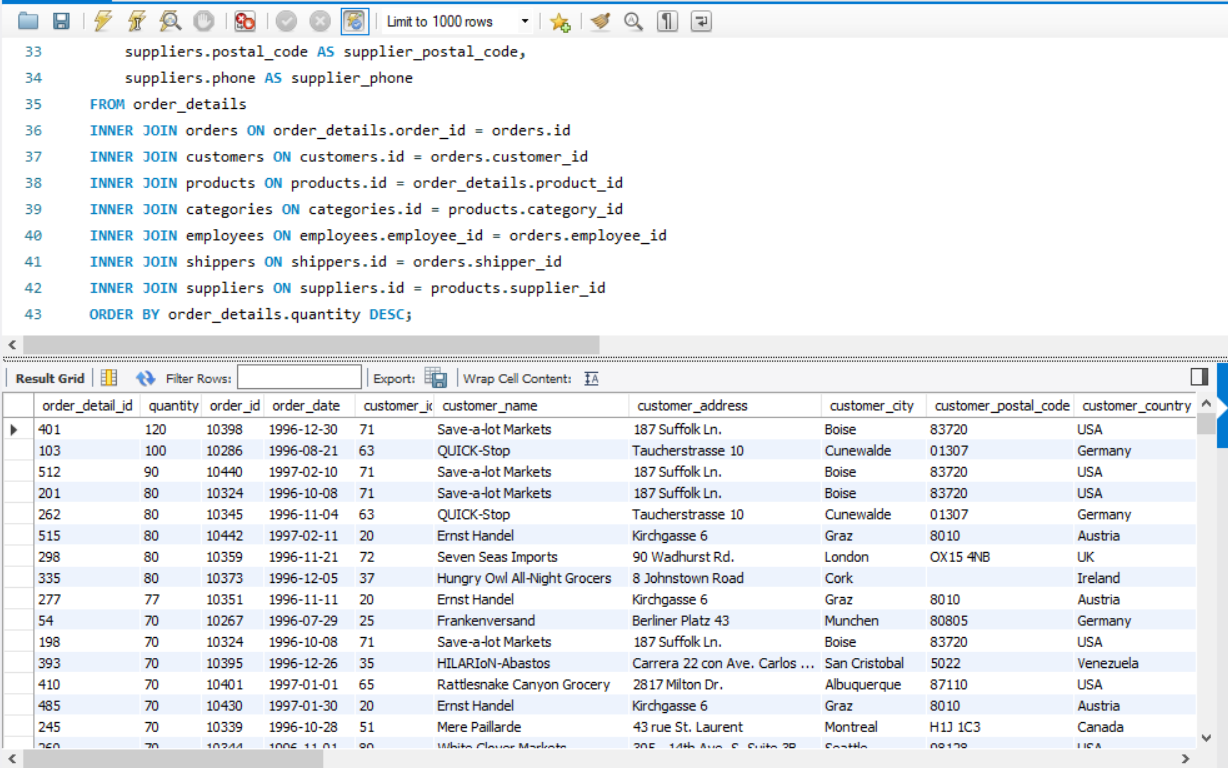 Limit to 1000 rows
33 suppliers.postal_code AS supplier_postal_code,
34 suppliers.phone AS supplier_phone
35 FROM order_details
36 INNER JOIN orders ON order_details.order_id = orders.id
37 INNER JOIN customers ON customers.id = orders.customer_id
38 INNER JOIN products ON products.id = order_details.product_id
39 INNER JOIN categories ON categories.id = products.category_id
40 INNER JOIN employees ON employees.employee_id = orders.employee_id
41 INNER JOIN shippers ON shippers.id = orders.shipper_id
42 INNER JOIN suppliers ON suppliers.id = products.supplier_id
43 ORDER BY order_details.quantity DESC;
Result Grid Filter Rows: Export: Wrap Cell Content:
order_detail_id quantity order_id order_date customer_ic customer_name customer_address customer_city customer_postal_code customer_country
401 120 10398 1996-12-30 71 Save-a-lot Markets 187 Suffolk Ln. Boise 83720 USA
103 100 10286 1996-08-21 63 QUICK-Stop Taucherstrasse 10 Cunewalde 01307 Germany
512 90 10440 1997-02-10 71 Save-a-lot Markets 187 Suffolk Ln. Boise 83720 USA
201 80 10324 1996-10-08 71 Save-a-lot Markets 187 Suffolk Ln. Boise 83720 USA
262 80 10345 1996-11-04 63 QUICK-Stop Taucherstrasse 10 Cunewalde 01307 Germany
515 80 10442 1997-02-11 20 Ernst Handel Kirchgasse 6 Graz 8010 Austria
298 80 10359 1996-11-21 72 Seven Seas Imports 90 Wadhurst Rd. London OX15 4NB UK
335 80 10373 1996-12-05 37 Hungry Owl All-Night Grocers 8 Johnstown Road Cork Ireland
277 77 10351 1996-11-11 20 Ernst Handel Kirchgasse 6 Graz 8010 Austria
54 70 10267 1996-07-29 25 Frankenversand Berliner Platz 43 Munchen 80805 Germany
198 70 10324 1996-10-08 71 Save-a-lot Markets 187 Suffolk Ln. Boise 83720 USA
393 70 10395 1996-12-26 35 HILARIoN-Abastos Carrera 22 con Ave. Carlos ... San Cristobal 5022 Venezuela
410 70 10401 1997-01-01 65 Rattlesnake Canyon Grocery 2817 Milton Dr. Albuquerque 87110 USA
485 70 10430 1997-01-30 20 Ernst Handel Kirchgasse 6 Graz 8010 Austria
245 70 10339 1996-10-28 51 Mere Paillarde 43 rue St. Laurent Montreal H1J 1C3 Canada
70 10344 1996-11-01 White Clover Markets 305 - 14th Ave. S. Suite 3B Seattle 98128 USA